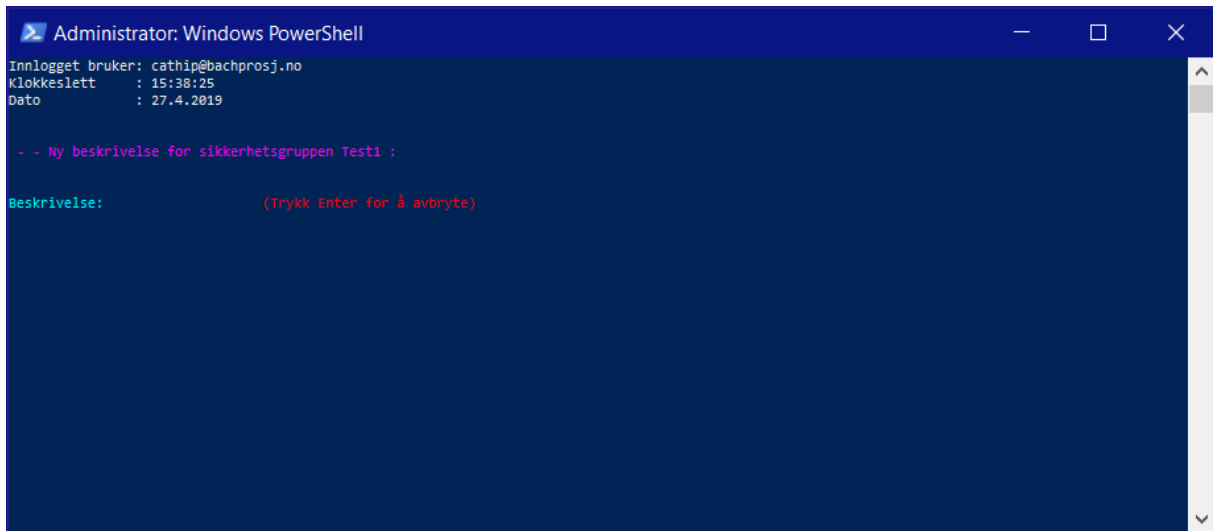 Administrator: Windows PowerShell
Innlogget bruker: cathip@bachprosj.no
Klokkeslett : 15:38:25
Dato : 27.4.2019
- - Ny beskrivelse for sikkerhetsgruppen Test1 :
Beskrivelse: (Trykk Enter for å avbryte)